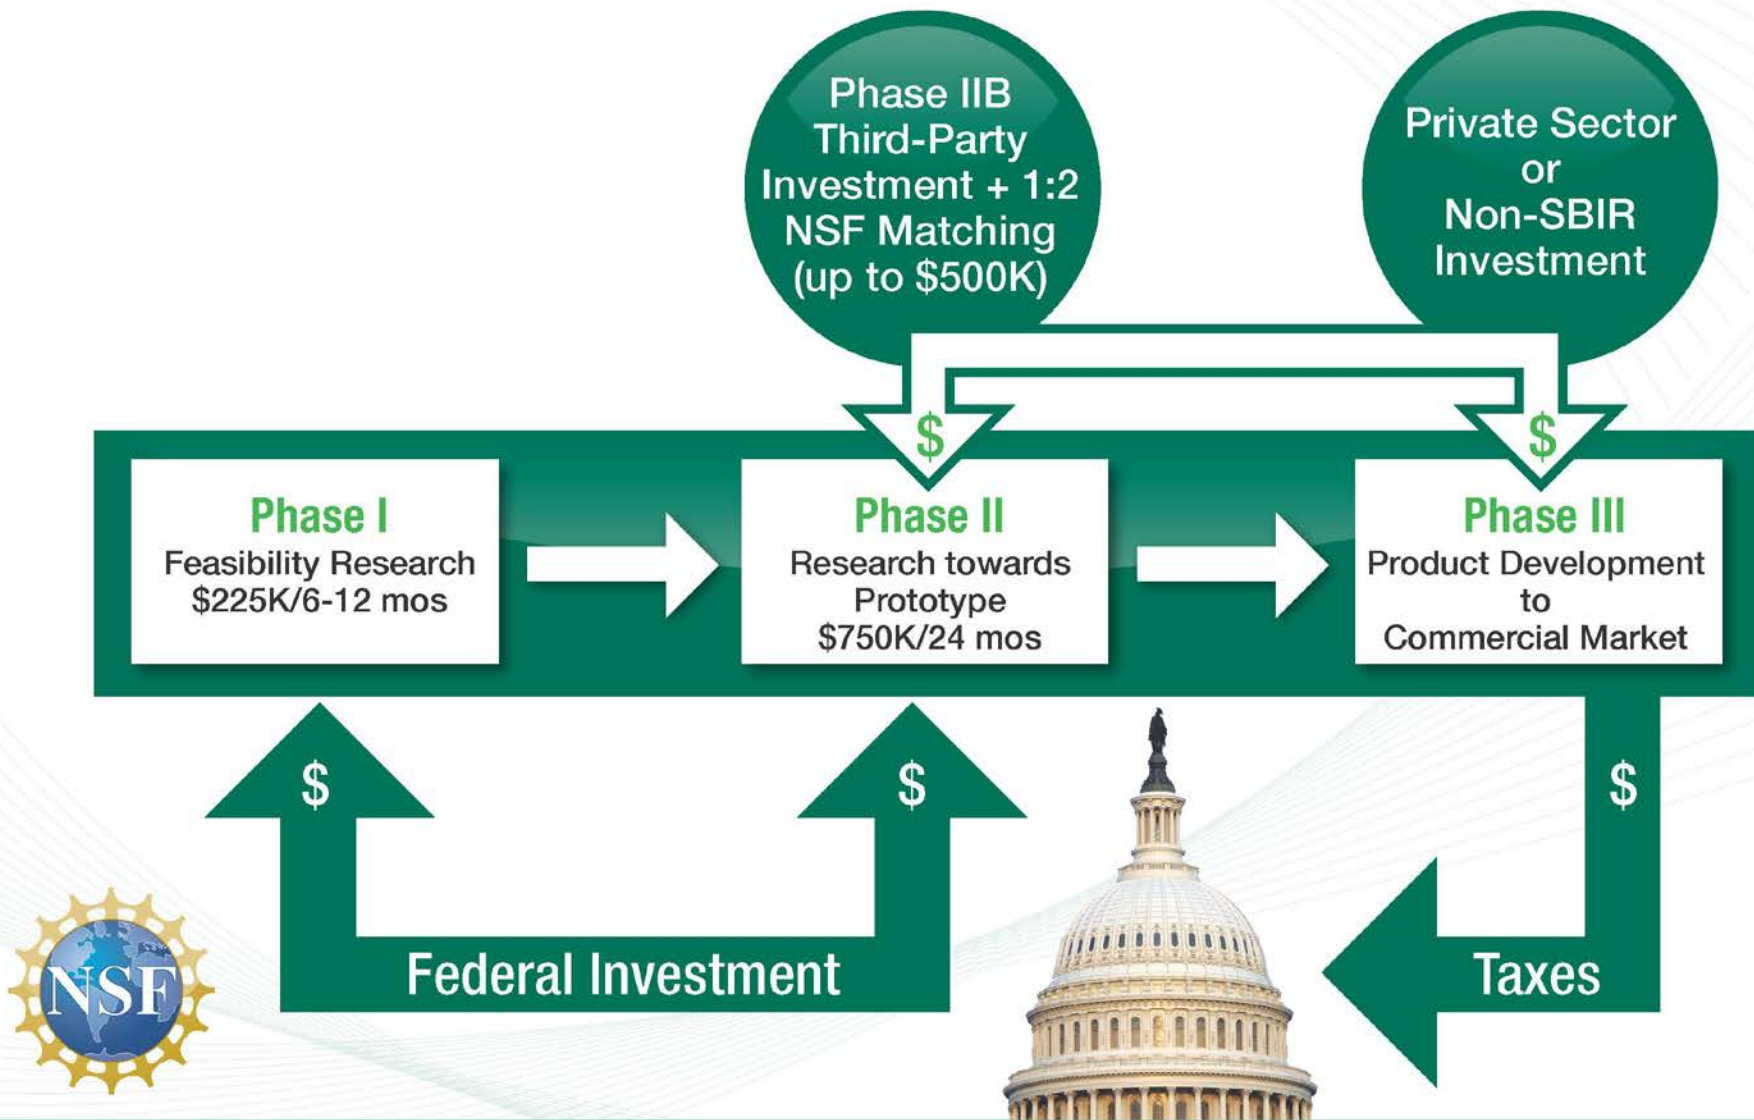 Phase IIB
Third-Party
Investment + 1:2
NSF Matching
(up to $500K)
Private Sector
or
Non-SBIR
Investment
$
$
Phase I
Feasibility Research
$225K/6-12 mos
Phase II
Research towards
Prototype
$750K/24 mos
Phase III
Product Development
to
Commercial Market
$
$
$
Federal Investment
Taxes
NSF